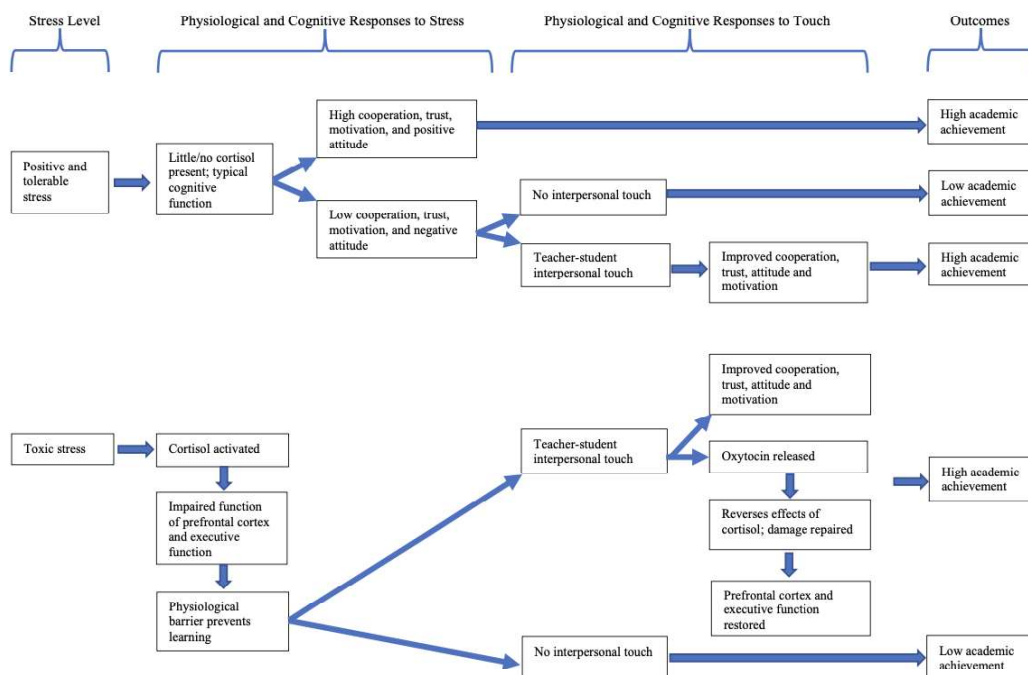 Stress Level
Physiological and Cognitive Responses to Stress
Physiological and Cognitive Responses to Touch
Outcomes
High cooperation, trust,
motivation, and positive
attitude
High academic
achievement
Positive and
tolerable
stress
Little/no cortisol
present; typical
cognitive
function
Low cooperation, trust,
motivation, and negative
attitude
No interpersonal touch
Low academic
achievement
Teacher-student
interpersonal touch
Improved cooperation,
trust, attitude and
motivation
High academic
achievement
Toxic stress
Cortisol activated
Impaired function
of prefrontal cortex
and executive
function
Physiological
barrier prevents
learning
Teacher-student
interpersonal touch
Improved cooperation,
trust, attitude and
motivation
Oxytocin released
Reverses effects of
cortisol; damage repaired
Prefrontal cortex and
executive function
restored
High academic
achievement
No interpersonal touch
Low academic
achievement